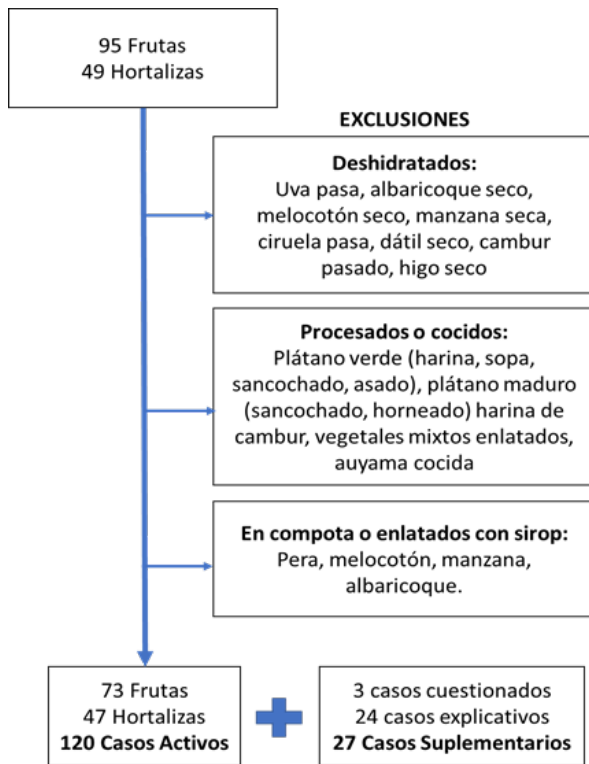 95 Frutas
49 Hortalizas
EXCLUSIONES
Deshidratados:
Uva pasa, albaricoque seco,
melocotón seco, manzana seca,
ciruela pasa, dátil seco, cambur
pasado, higo seco
Procesados o cocidos:
Plátano verde (harina, sopa,
sancochado, asado), plátano maduro
(sancochado, horneado) harina de
cambur, vegetales mixtos enlatados,
auyama cocida
En compota o enlatados con sirop:
Pera, melocotón, manzana,
albaricoque.
73 Frutas
47 Hortalizas
120 Casos Activos
3 casos cuestionados
24 casos explicativos
27 Casos Suplementarios